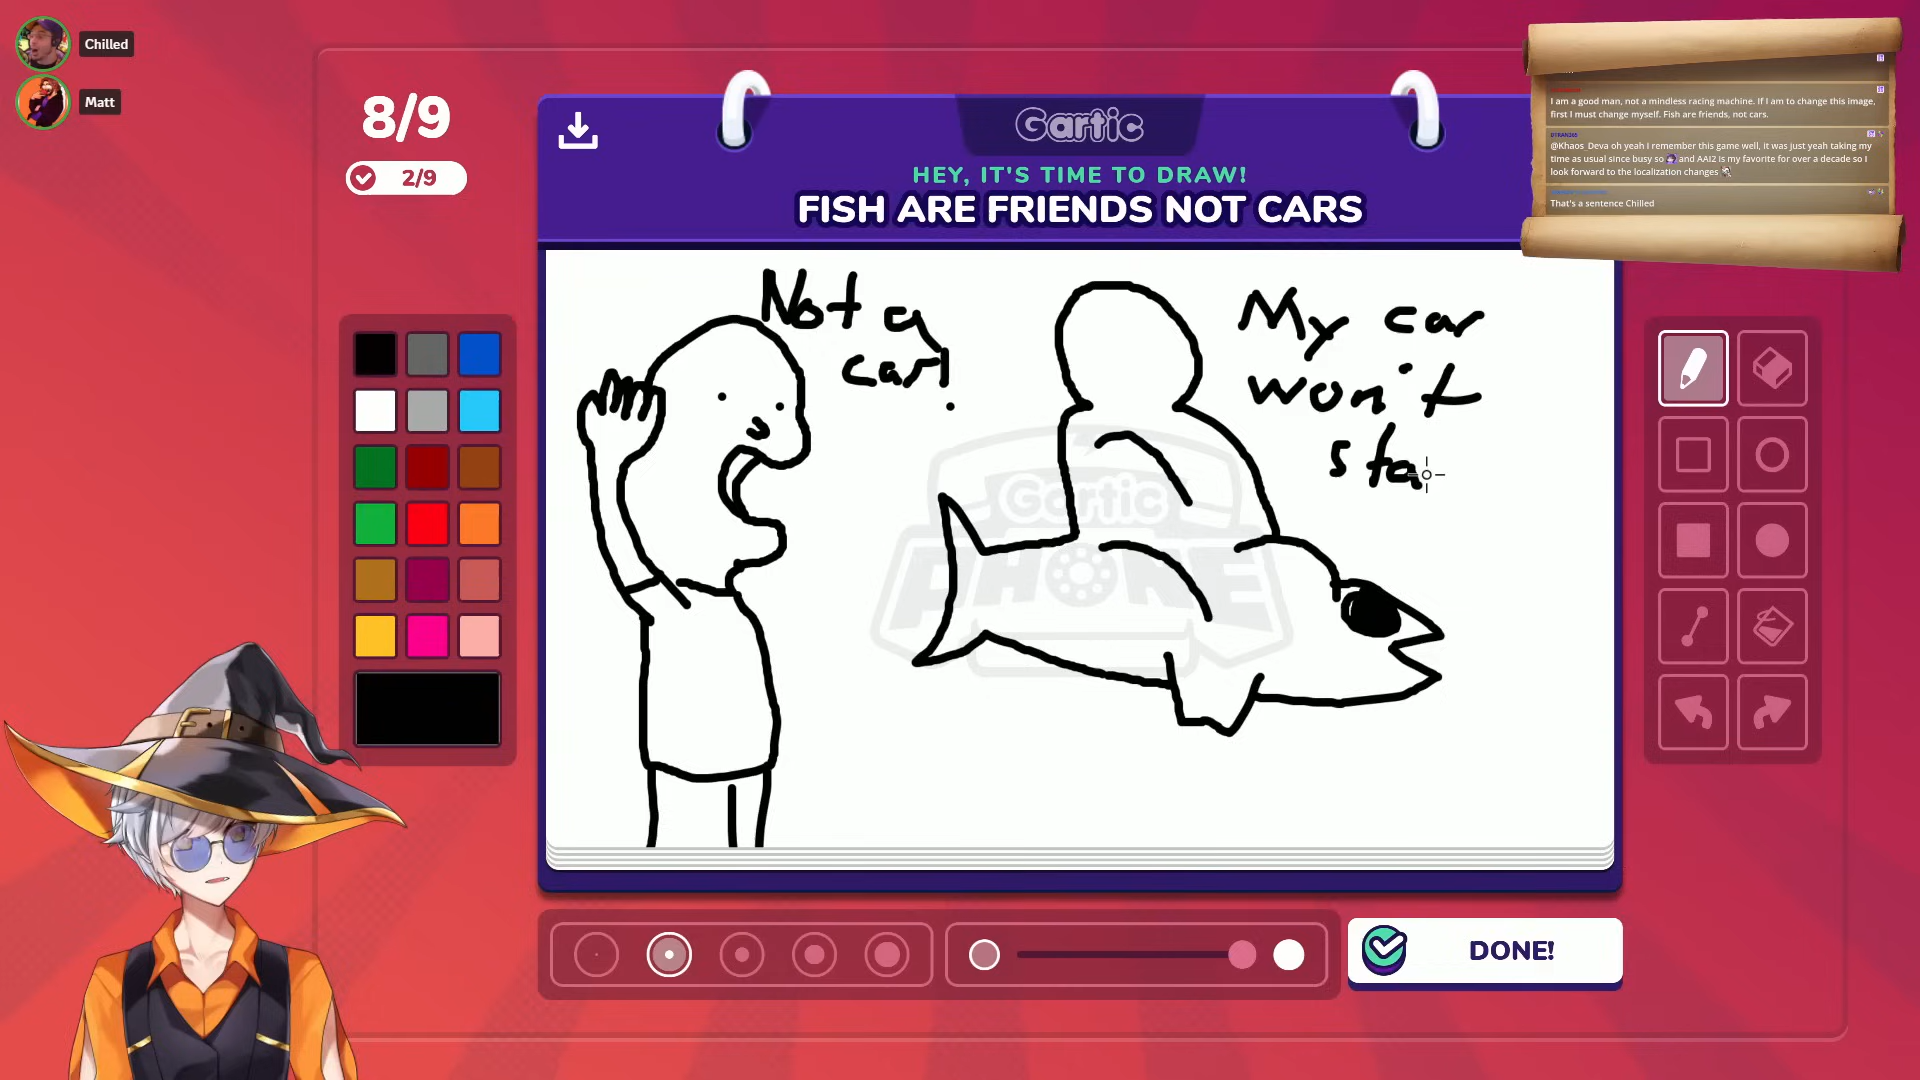 Chilled
Matt
8/9
2/9
Gartic
HEY, IT'S TIME TO DRAW!
FISH ARE FRIENDS NOT CARS
I am a good man, not a mindless racing machine. If I am to change this image,
first I must change myself. Fish are friends, not cars.
@Khaos_Deva oh yeah I remember this game well, it was just yeah taking my
time as usual since busy so and AAI2 is my favorite for over a decade so I
look forward to the localization changes
That's a sentence Chilled
Not a
car!
My car
won't
sta
Gartic
PHONE
DONE!